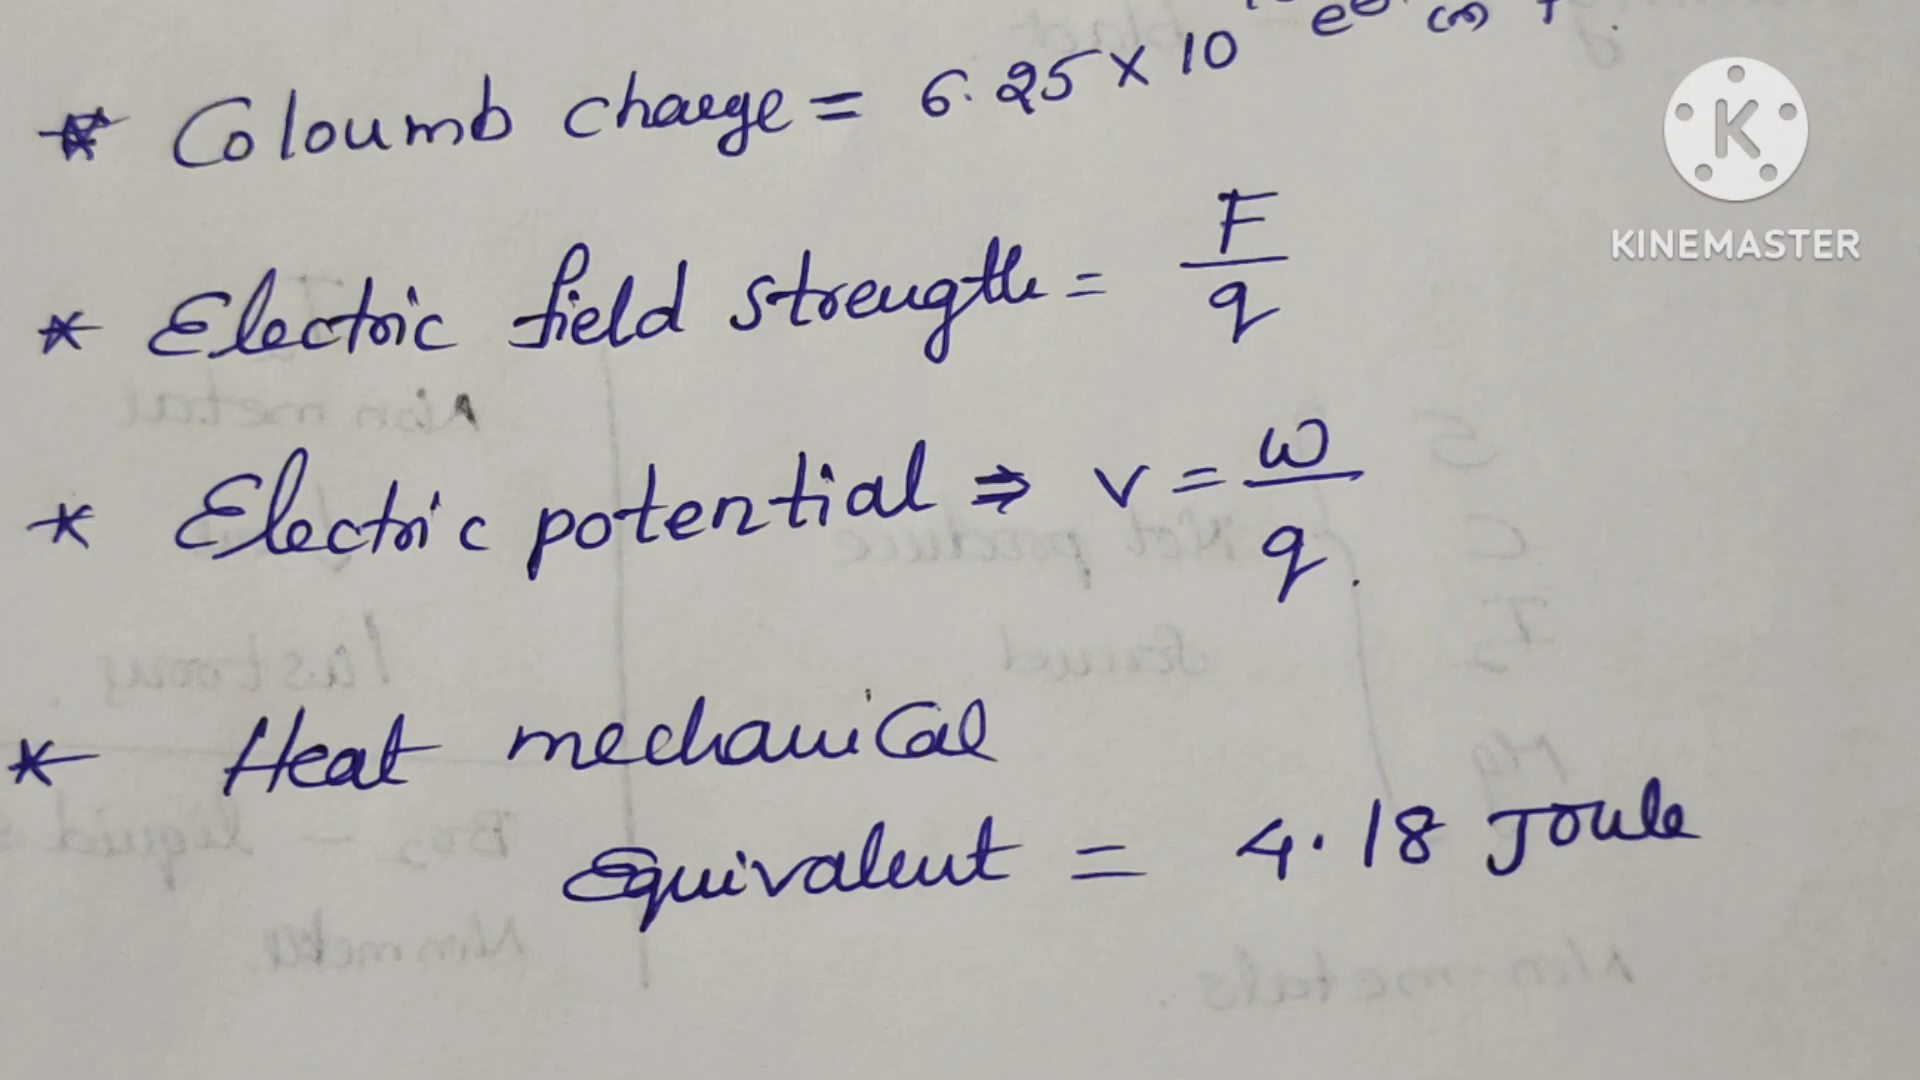 * Coloumb charge = 6.25 × 10
* Electric field strength = F/q
* Electric potential ⇒ v = w/q.
* Heat mechanical
equivalent = 4.18 Joule
K
KINEMASTER